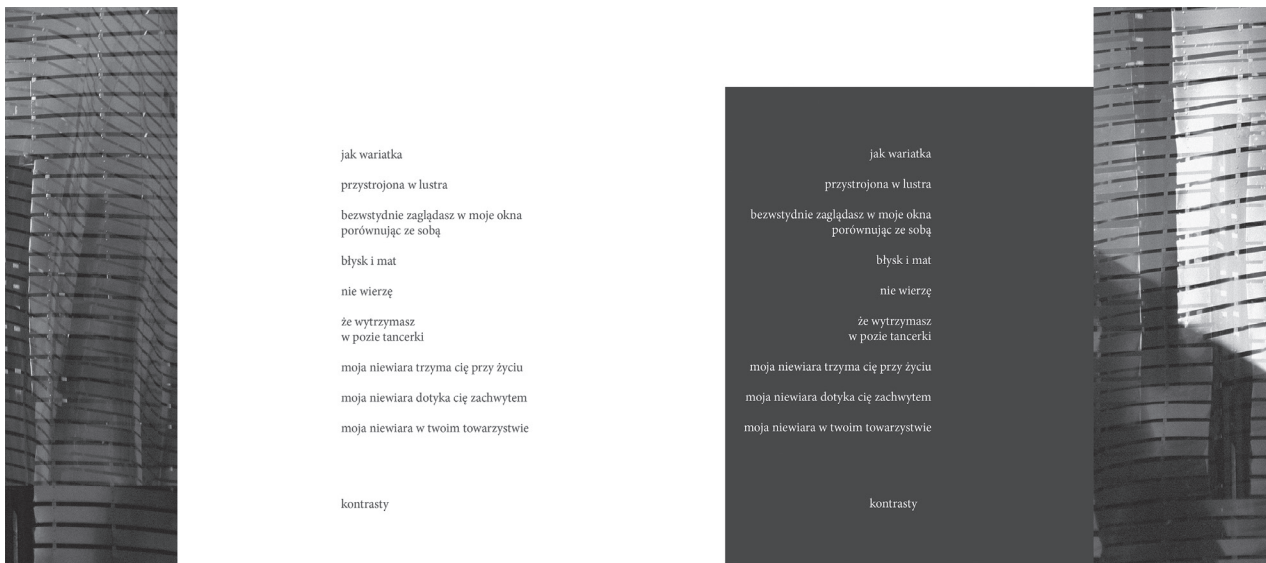 jak wariatka
przystrojona w lustra
bezwstydnie zaglądasz w moje okna
porównując ze sobą
błysk i mat
nie wierzę
że wytrzymasz
w pozie tancerki
moja niewiara trzyma cię przy życiu
moja niewiara dotyka cię zachwytem
moja niewiara w twoim towarzystwie
kontrasty
jak wariatka
przystrojona w lustra
bezwstydnie zaglądasz w moje okna
porównując ze sobą
błysk i mat
nie wierzę
że wytrzymasz
w pozie tancerki
moja niewiara trzyma cię przy życiu
moja niewiara dotyka cię zachwytem
moja niewiara w twoim towarzystwie
kontrasty